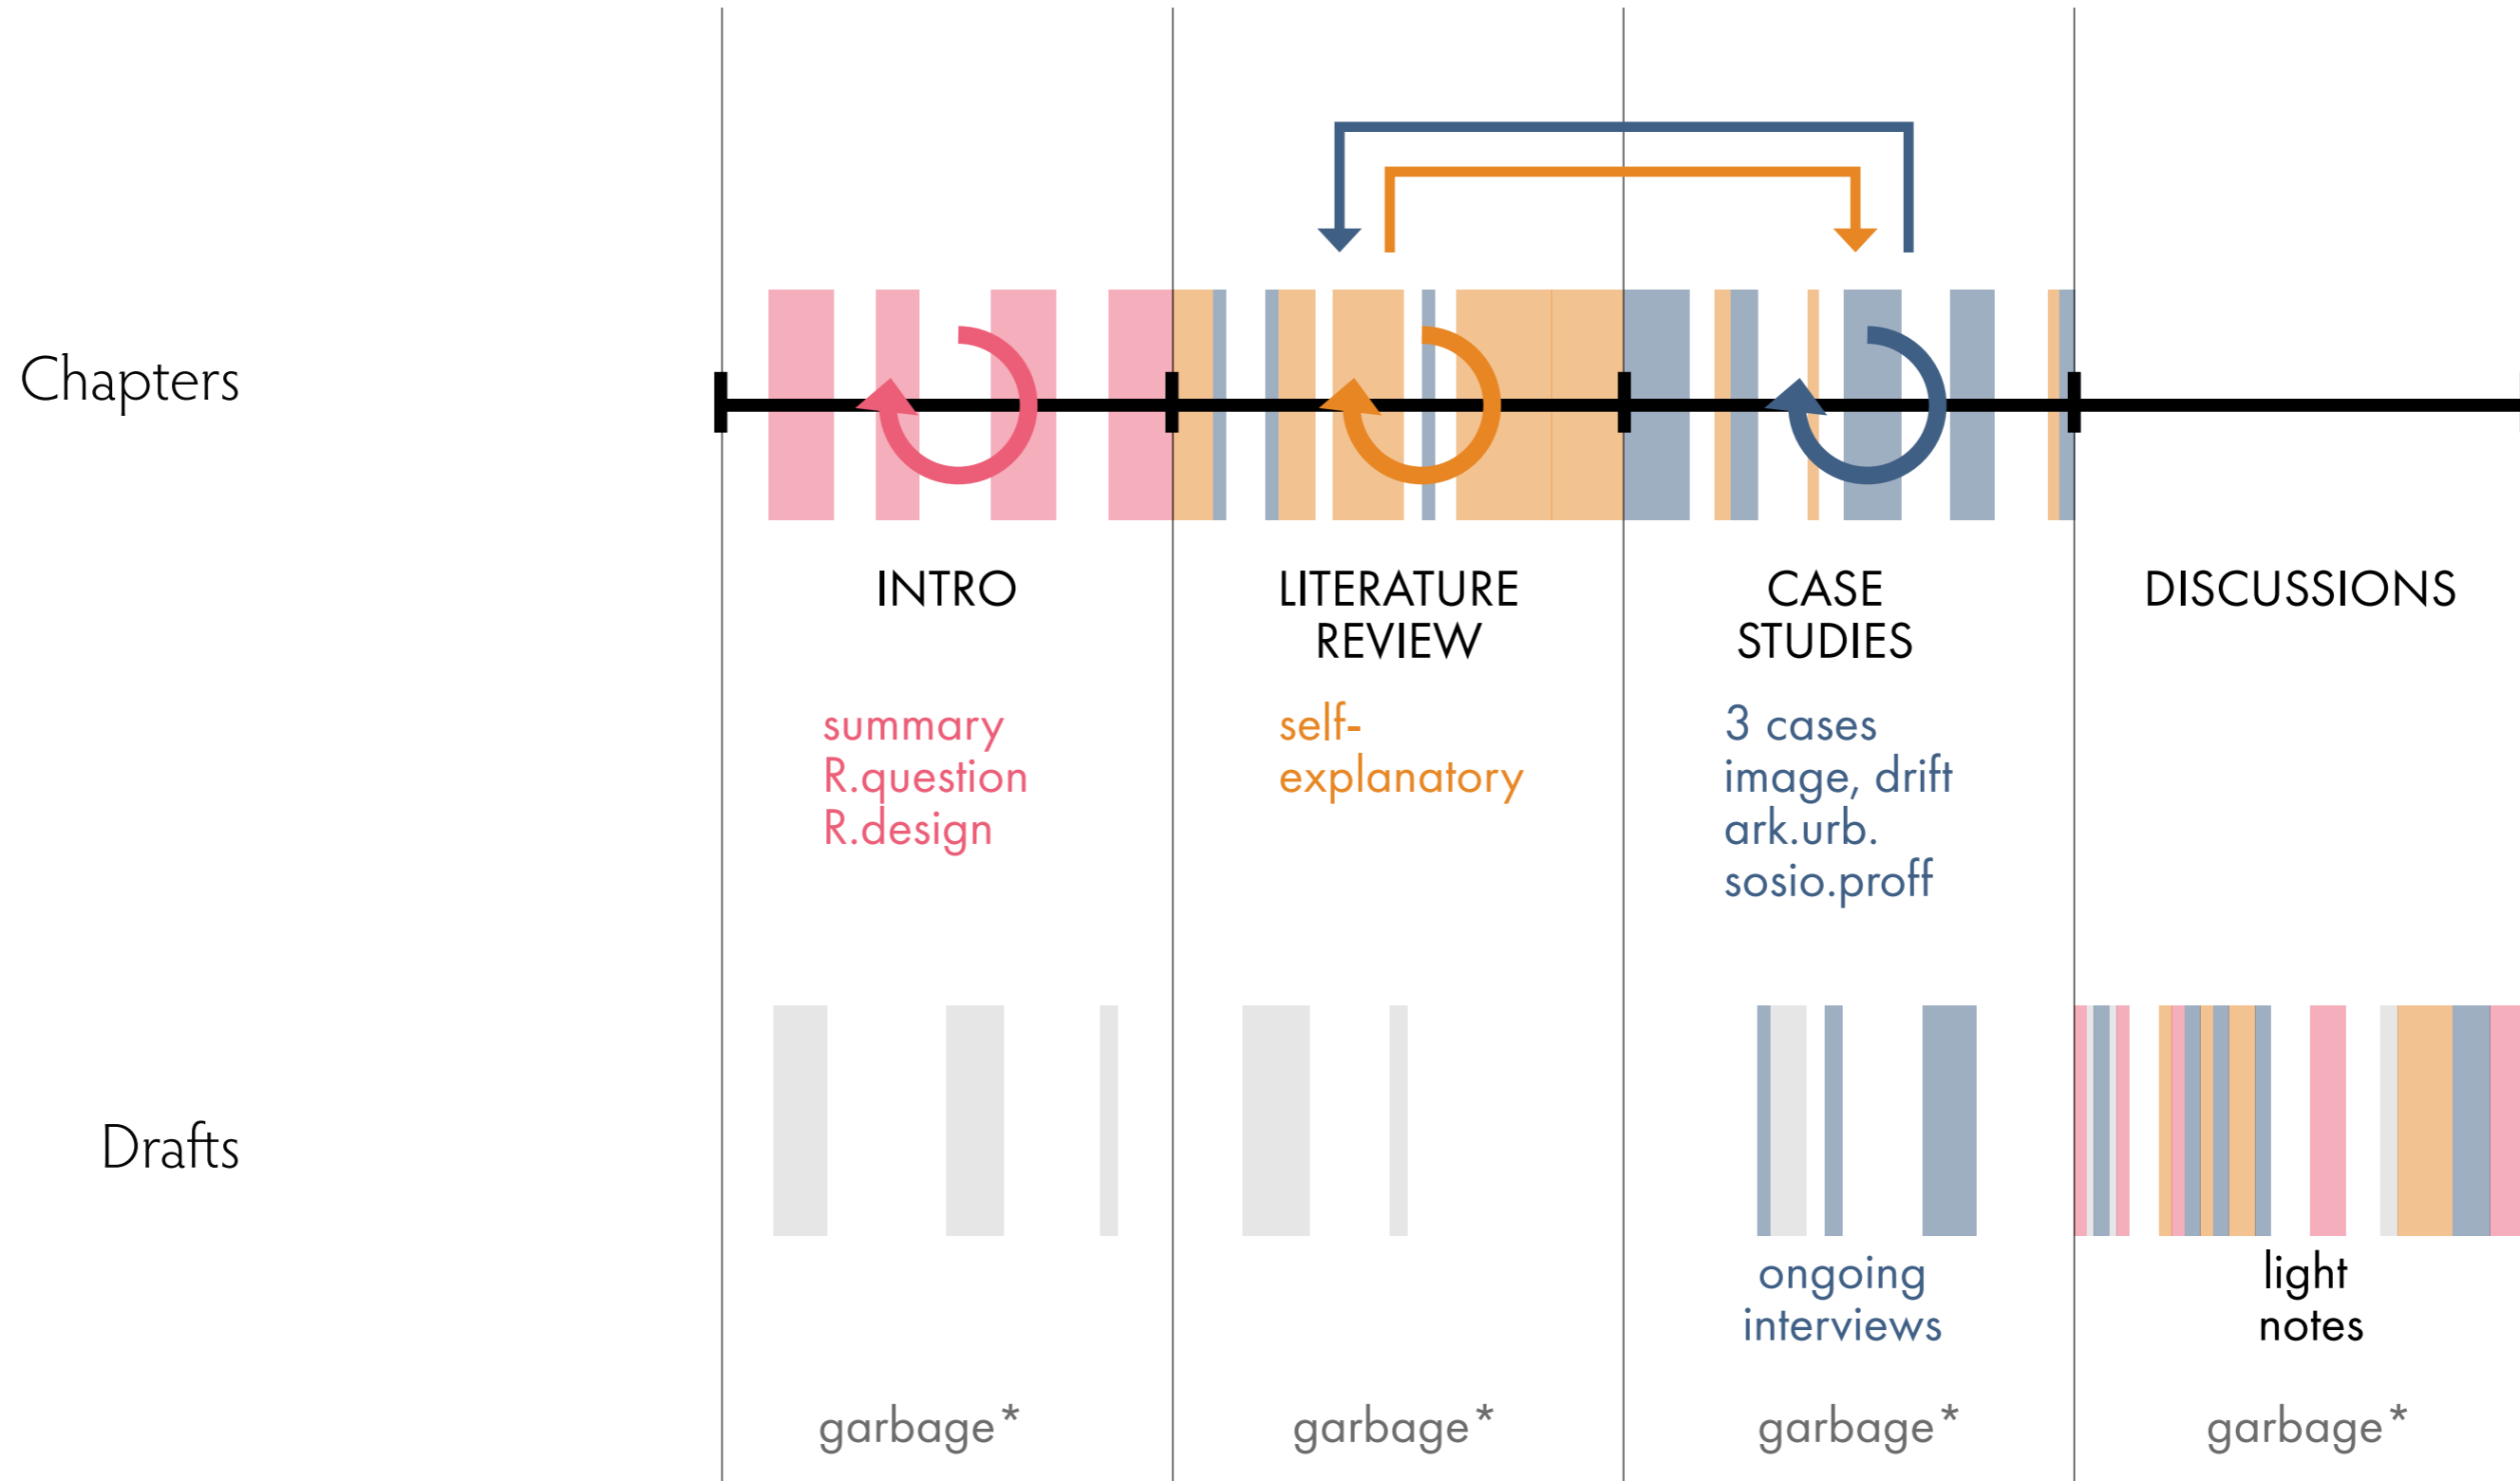 Chapters
INTRO
LITERATURE
REVIEW
CASE
STUDIES
DISCUSSIONS
summary
R.question
R.design
self-
explanatory
3 cases
image, drift
ark.urb.
sosio.proff
Drafts
ongoing
interviews
light
notes
garbage*
garbage*
garbage*
garbage*